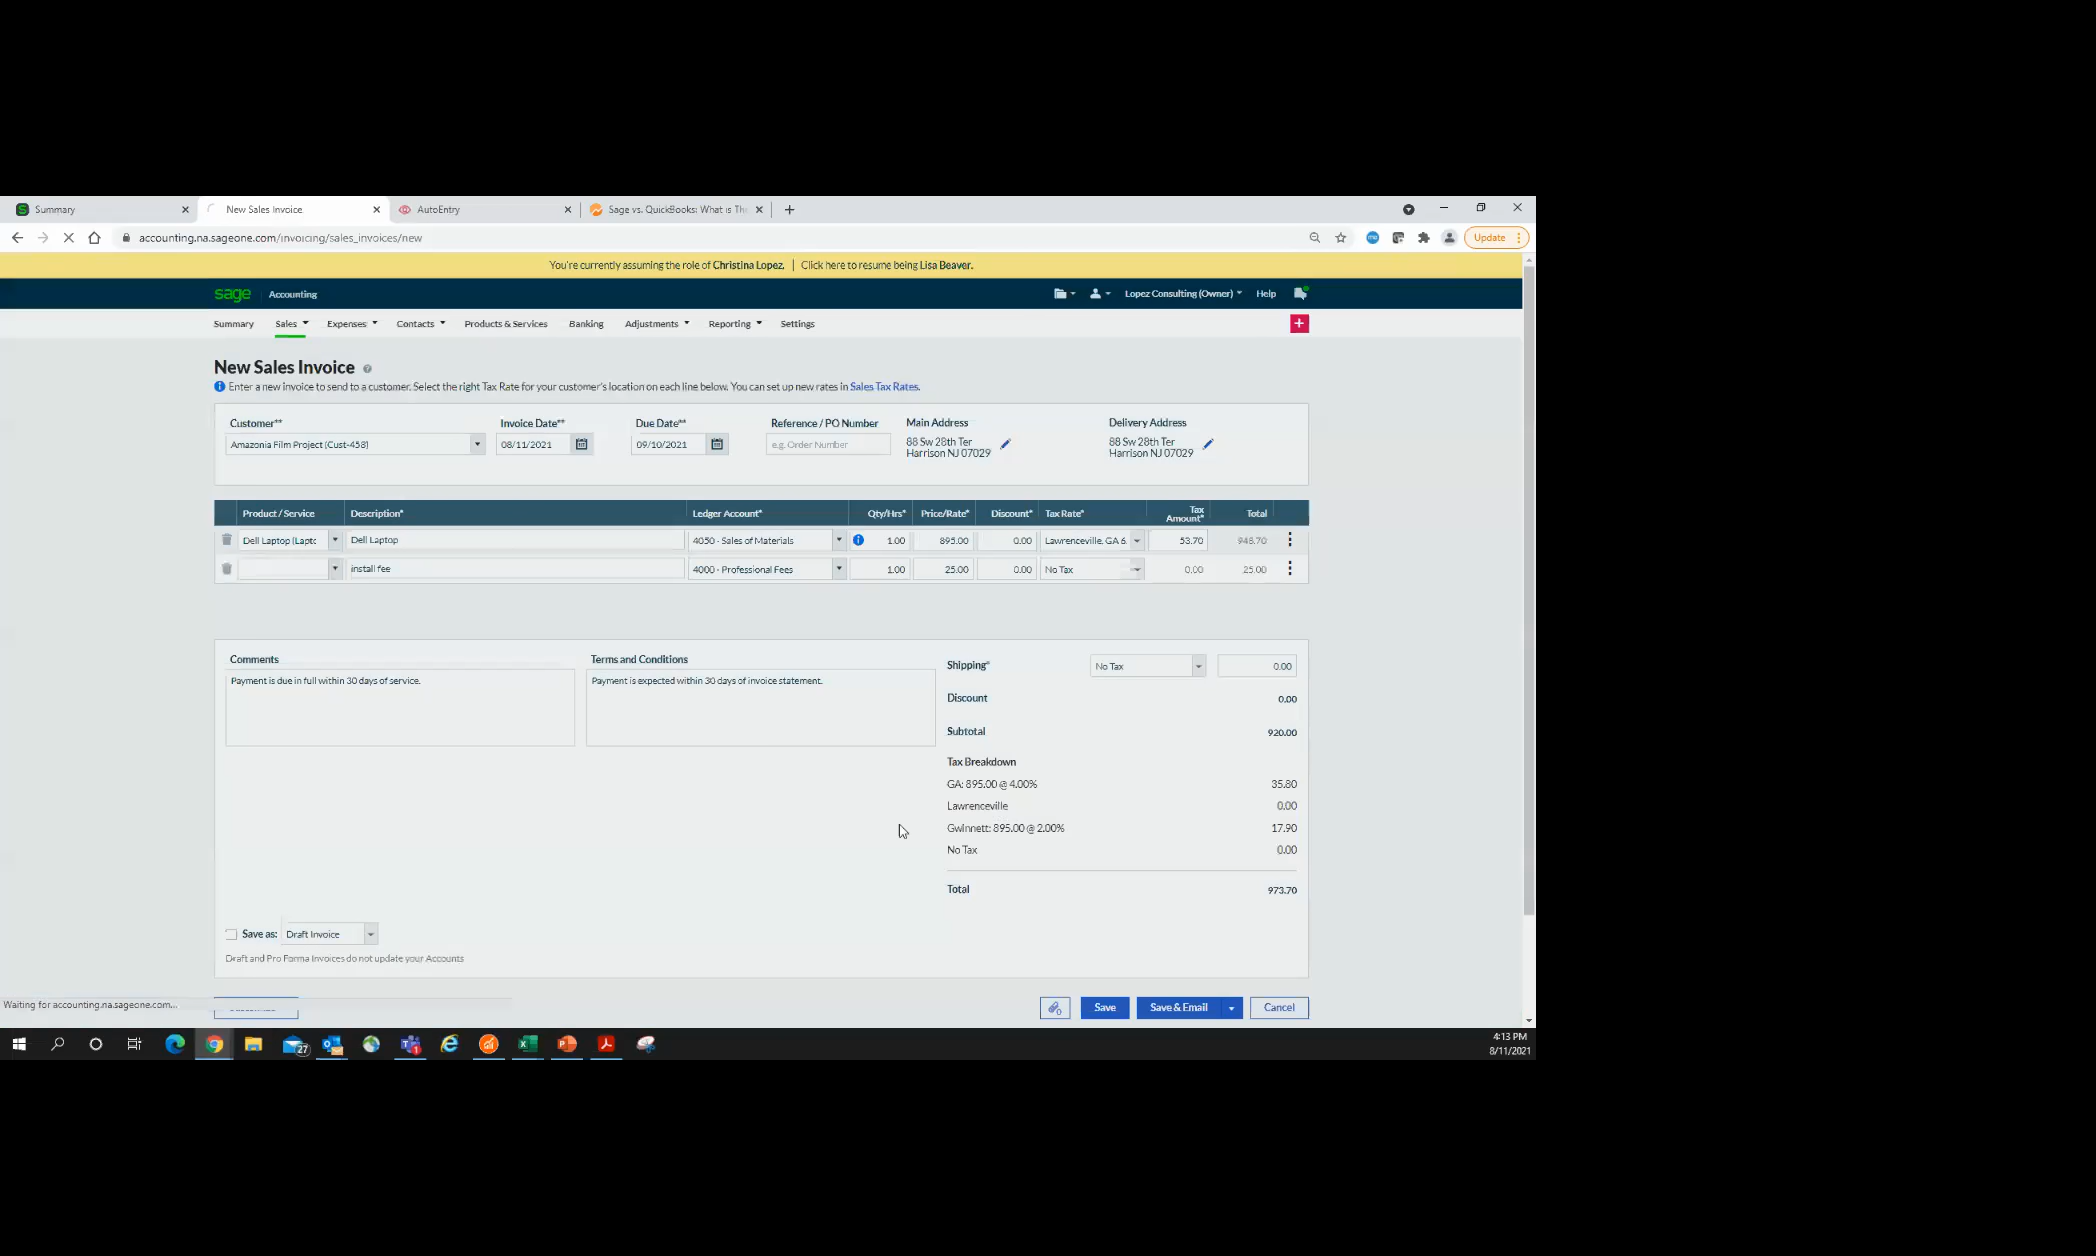 Summary
New Sales Invoice
AutoEntry
Sage vs. QuickBooks: What is Th
accounting.na.sageone.com/invoicing/sales_invoices/new
Update
You're currently assuming the role of Christina Lopez. | Click here to resume being Lisa Beaver.
sage Accounting
Lopez Consulting (Owner) Help
Summary Sales Expenses Contacts Products & Services Banking Adjustments Reporting Settings
+
New Sales Invoice
Enter a new invoice to send to a customer. Select the right Tax Rate for your customer's location on each line below. You can set up new rates in Sales Tax Rates.
Customer** Invoice Date** Due Date** Reference / PO Number Main Address Delivery Address
Amazonia Film Project (Cust-458) 08/11/2021 09/10/2021 e.g. Order Number
88 Sw 28th Ter
Harrison NJ 07029
88 Sw 28th Ter
Harrison NJ 07029
Product / Service Description* Ledger Account* Qty/Hrs* Price/Rate* Discount* Tax Rate* Tax Amount* Total
Dell Laptop (Laptc Dell Laptop 4050 - Sales of Materials 1.00 895.00 0.00 Lawrenceville, GA 6. 53.70 948.70
install fee 4000 - Professional Fees 1.00 25.00 0.00 No Tax 0.00 25.00
Comments
Payment is due in full within 30 days of service.
Terms and Conditions
Payment is expected within 30 days of invoice statement.
Shipping* No Tax 0.00
Discount 0.00
Subtotal 920.00
Tax Breakdown
GA: 895.00 @ 4.00% 35.80
Lawrenceville 0.00
Gwinnett: 895.00 @ 2.00% 17.90
No Tax 0.00
Total 973.70
Save as: Draft Invoice
Draft and Pro Forma Invoices do not update your Accounts
Waiting for accounting.na.sageone.com...
Save Save & Email Cancel
27
4:13 PM
8/11/2021